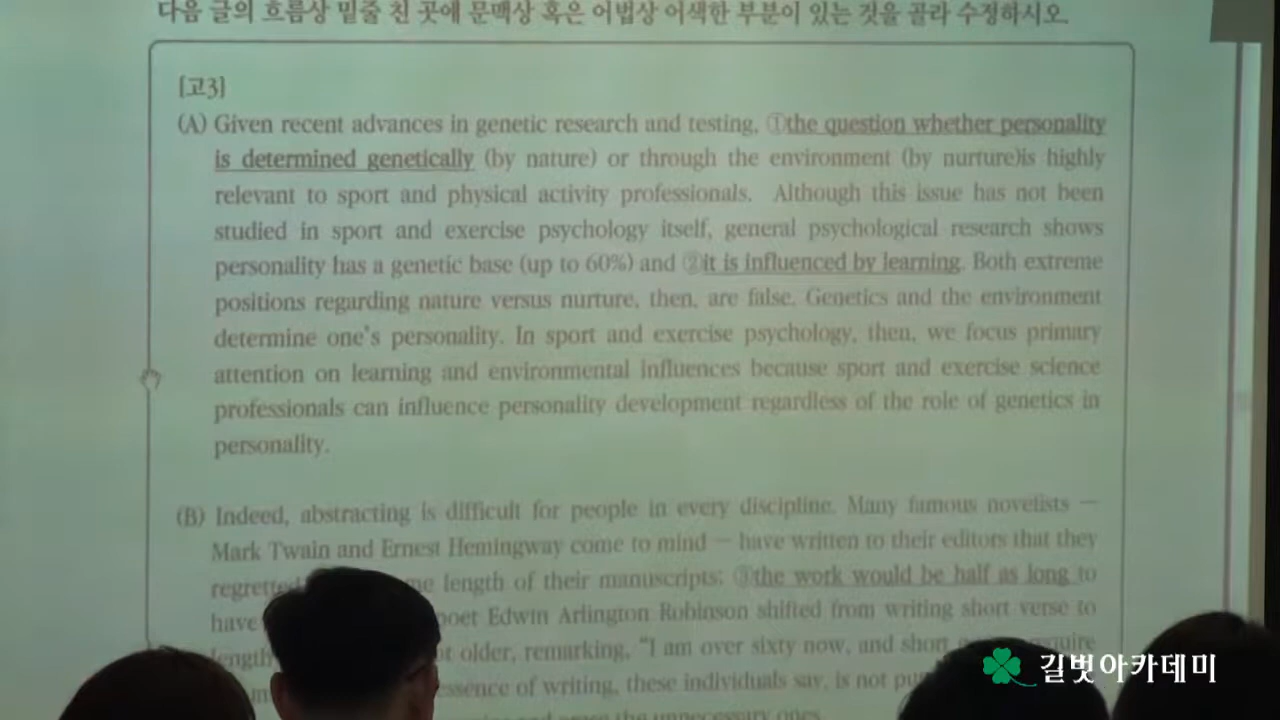 다음 글의 흐름상 밑줄 친 곳에 문맥상 혹은 어법상 어색한 부분이 있는 것을 골라 수정하시오.
[고3]
(A) Given recent advances in genetic research and testing, ①the question whether personality
is determined genetically (by nature) or through the environment (by nurture)is highly
relevant to sport and physical activity professionals. Although this issue has not been
studied in sport and exercise psychology itself, general psychological research shows
personality has a genetic base (up to 60%) and ②it is influenced by learning. Both extreme
positions regarding nature versus nurture, then, are false. Genetics and the environment
determine one's personality. In sport and exercise psychology, then, we focus primary
attention on learning and environmental influences because sport and exercise science
professionals can influence personality development regardless of the role of genetics in
personality.
(B) Indeed, abstracting is difficult for people in every discipline. Many famous novelists —
Mark Twain and Ernest Hemingway come to mind — have written to their editors that they
regretted length of their manuscripts; ③the work would be half as long to
have poet Edwin Arlington Robinson shifted from writing short verse to
older, remarking, "I am over sixty now, and short
of writing, these individuals say, is not
the unnecessary ones.
길벗아카데미